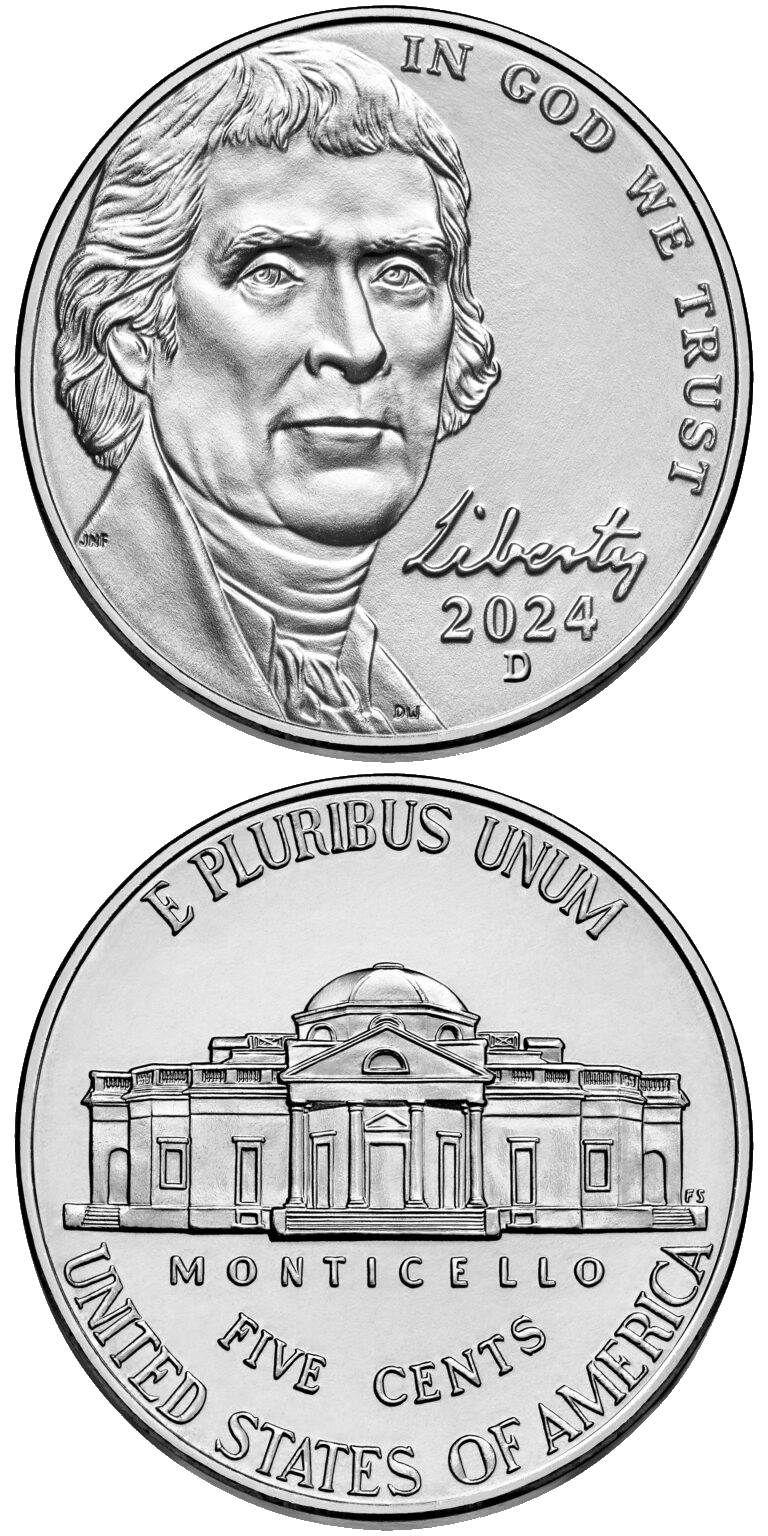 IN GOD WE TRUST
Liberty
2024
D
JNF
DW
E PLURIBUS UNUM
FS
MONTICELLO
FIVE CENTS
UNITED STATES OF AMERICA